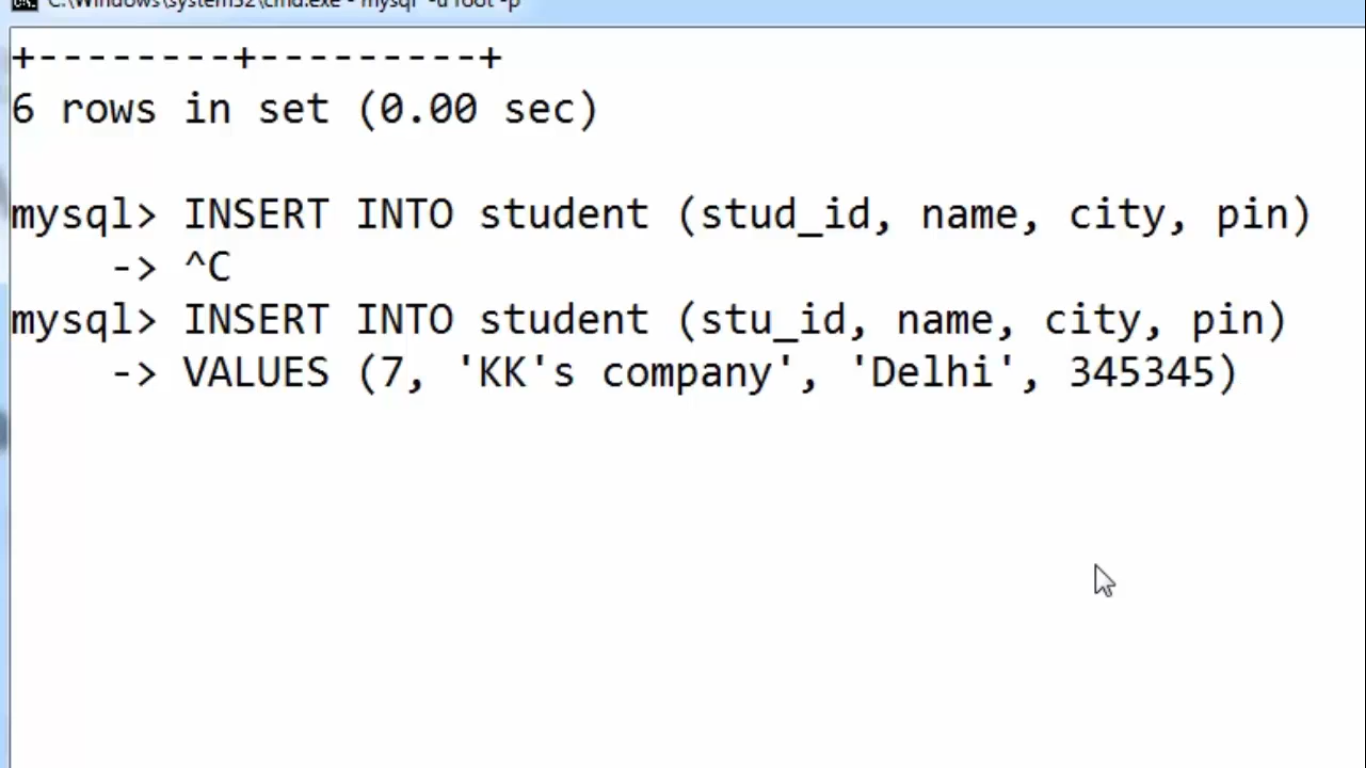 C:\Windows\system32\cmd.exe - mysql -u root -p
+--------+---------+
6 rows in set (0.00 sec)
mysql> INSERT INTO student (stud_id, name, city, pin)
-> ^C
mysql> INSERT INTO student (stu_id, name, city, pin)
-> VALUES (7, 'KK's company', 'Delhi', 345345)